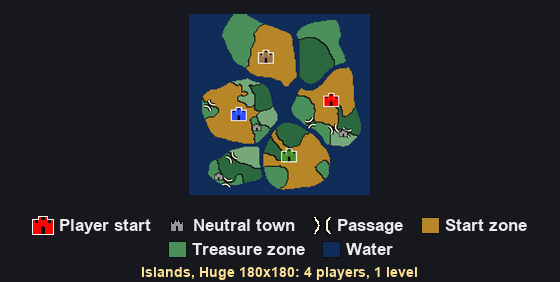 Player start Neutral town Passage Start zone
Treasure zone Water
Islands, Huge 180x180: 4 players, 1 level